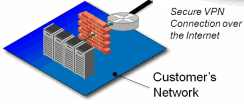 Secure VPN
Connection over
the Internet
Customer's
Network